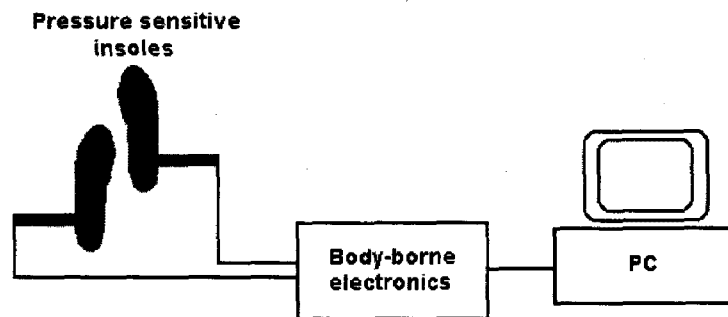 Pressure sensitive
insoles
Body-borne
electronics
PC